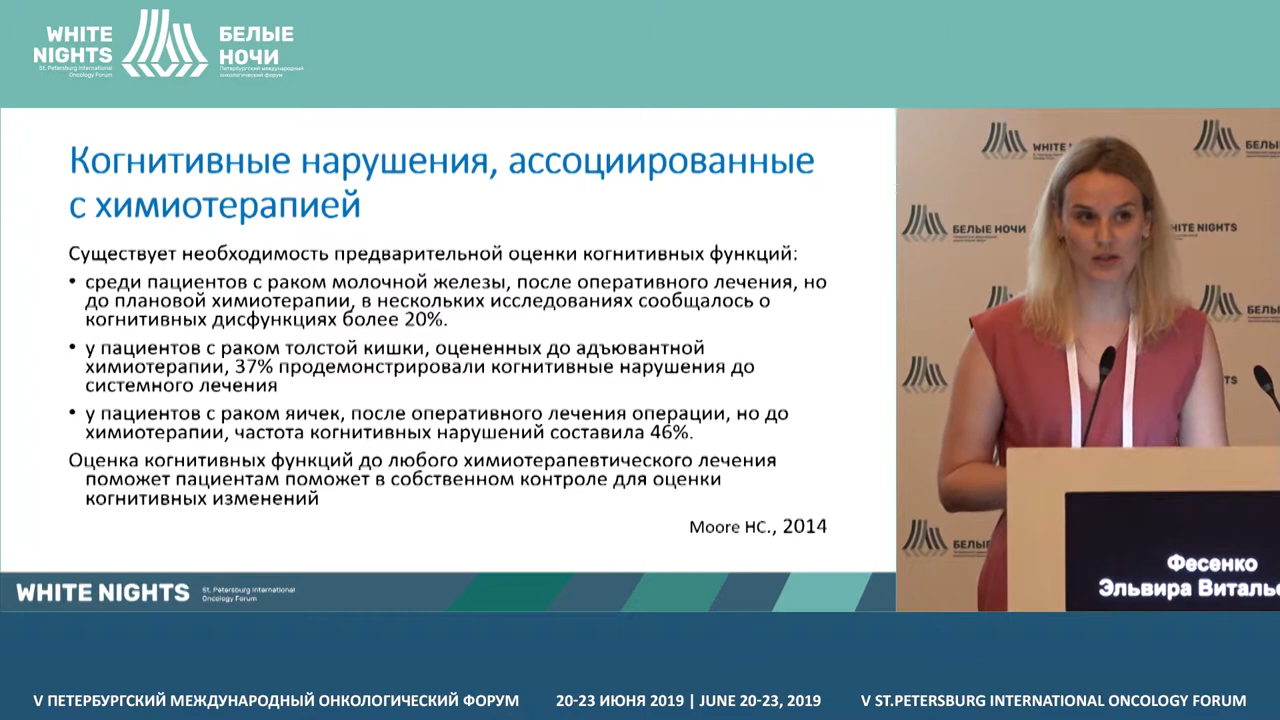 WHITE
NIGHTS
St. Petersburg International
Oncology Forum
БЕЛЫЕ
НОЧИ
Петербургский международный
онкологический форум
Когнитивные нарушения, ассоциированные
с химиотерапией
Существует необходимость предварительной оценки когнитивных функций:
• среди пациентов с раком молочной железы, после оперативного лечения, но
до плановой химиотерапии, в нескольких исследованиях сообщалось о
когнитивных дисфункциях более 20%.
• у пациентов с раком толстой кишки, оцененных до адъювантной
химиотерапии, 37% продемонстрировали когнитивные нарушения до
системного лечения
• у пациентов с раком яичек, после оперативного лечения операции, но до
химиотерапии, частота когнитивных нарушений составила 46%.
Оценка когнитивных функций до любого химиотерапевтического лечения
поможет пациентам поможет в собственном контроле для оценки
когнитивных изменений
Moore HC., 2014
WHITE NIGHTS
St. Petersburg International
Oncology Forum
WHITE
БЕЛЫЕ НОЧИ
WHITE NIGHTS
Фесенко
Эльвира Виталье
V ПЕТЕРБУРГСКИЙ МЕЖДУНАРОДНЫЙ ОНКОЛОГИЧЕСКИЙ ФОРУМ
20-23 ИЮНЯ 2019 | JUNE 20-23, 2019
V ST.PETERSBURG INTERNATIONAL ONCOLOGY FORUM